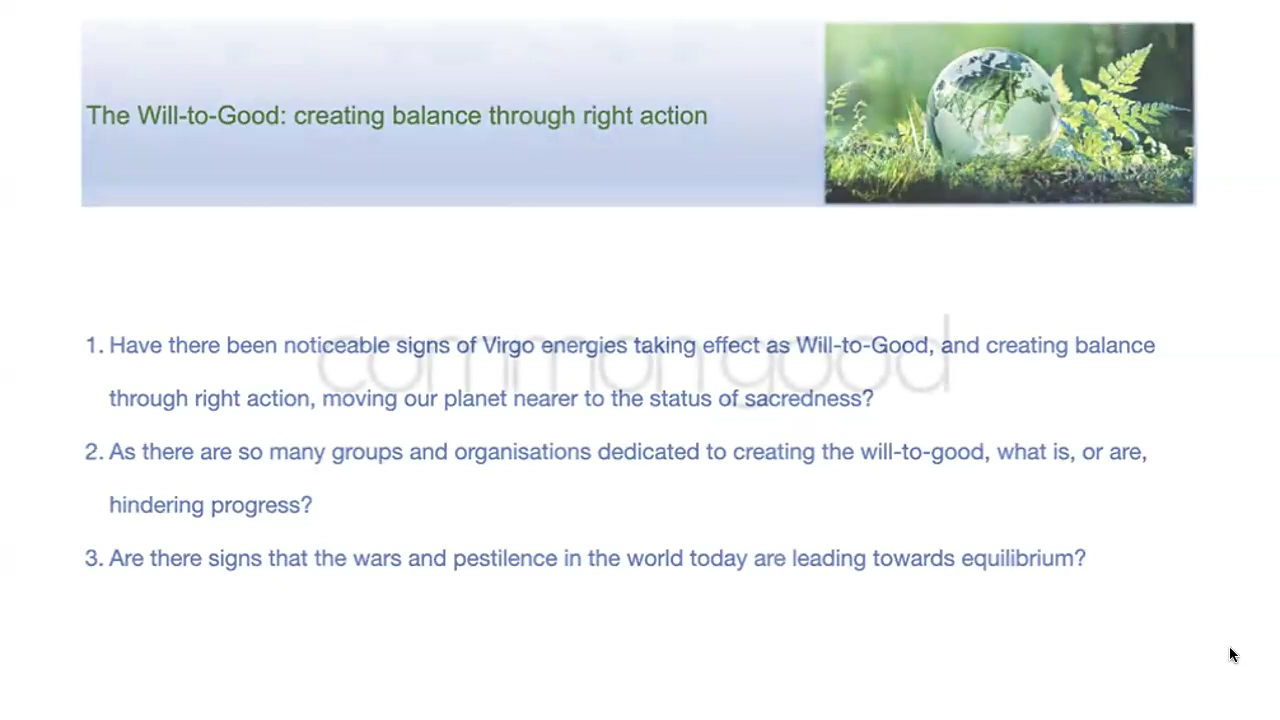 The Will-to-Good: creating balance through right action
commongood
1. Have there been noticeable signs of Virgo energies taking effect as Will-to-Good, and creating balance
through right action, moving our planet nearer to the status of sacredness?
2. As there are so many groups and organisations dedicated to creating the will-to-good, what is, or are,
hindering progress?
3. Are there signs that the wars and pestilence in the world today are leading towards equilibrium?